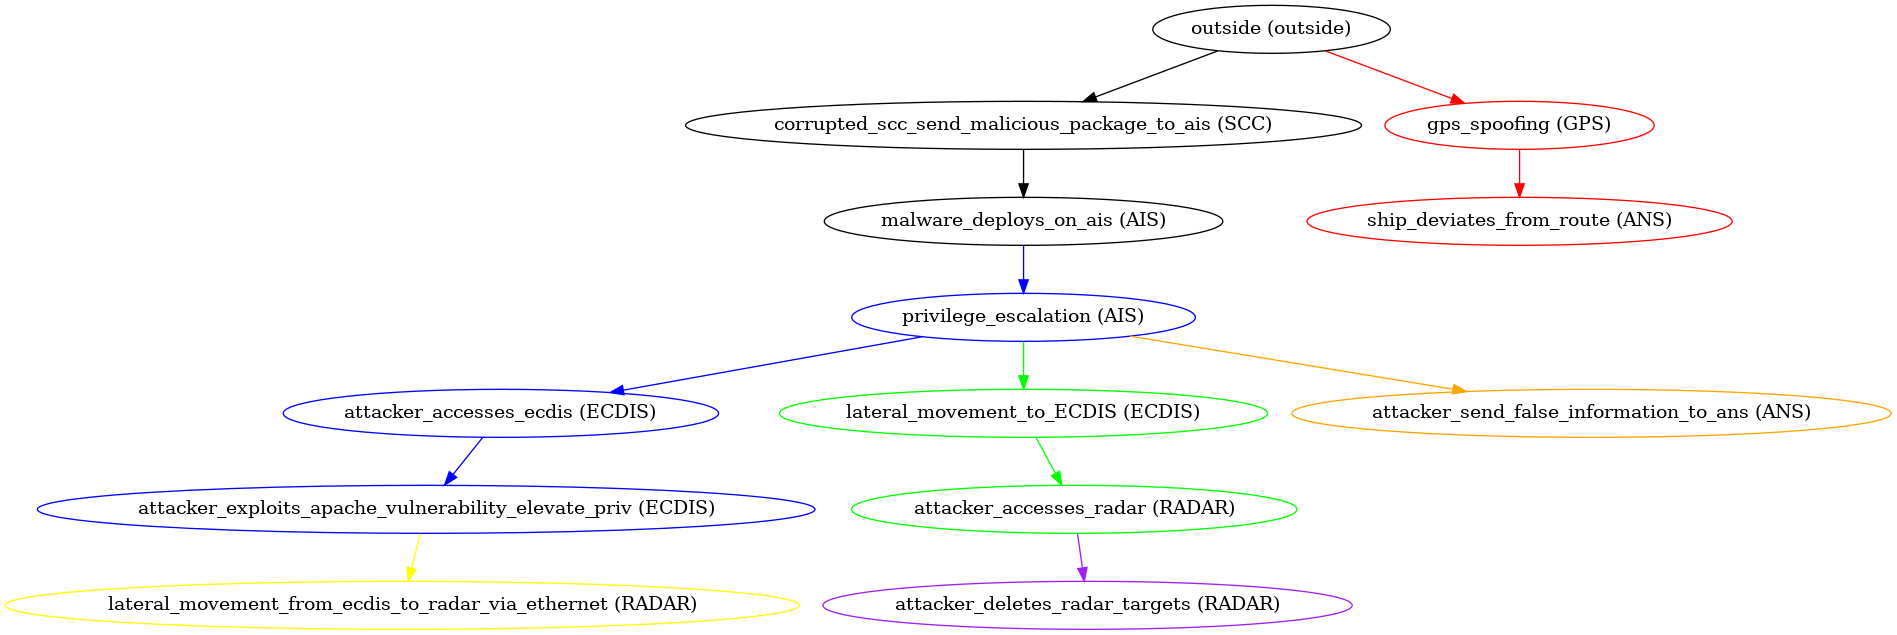 outside (outside)
corrupted_scc_send_malicious_package_to_ais (SCC)
gps_spoofing (GPS)
malware_deploys_on_ais (AIS)
ship_deviates_from_route (ANS)
privilege_escalation (AIS)
attacker_accesses_ecdis (ECDIS)
lateral_movement_to_ECDIS (ECDIS)
attacker_send_false_information_to_ans (ANS)
attacker_exploits_apache_vulnerability_elevate_priv (ECDIS)
attacker_accesses_radar (RADAR)
lateral_movement_from_ecdis_to_radar_via_ethernet (RADAR)
attacker_deletes_radar_targets (RADAR)